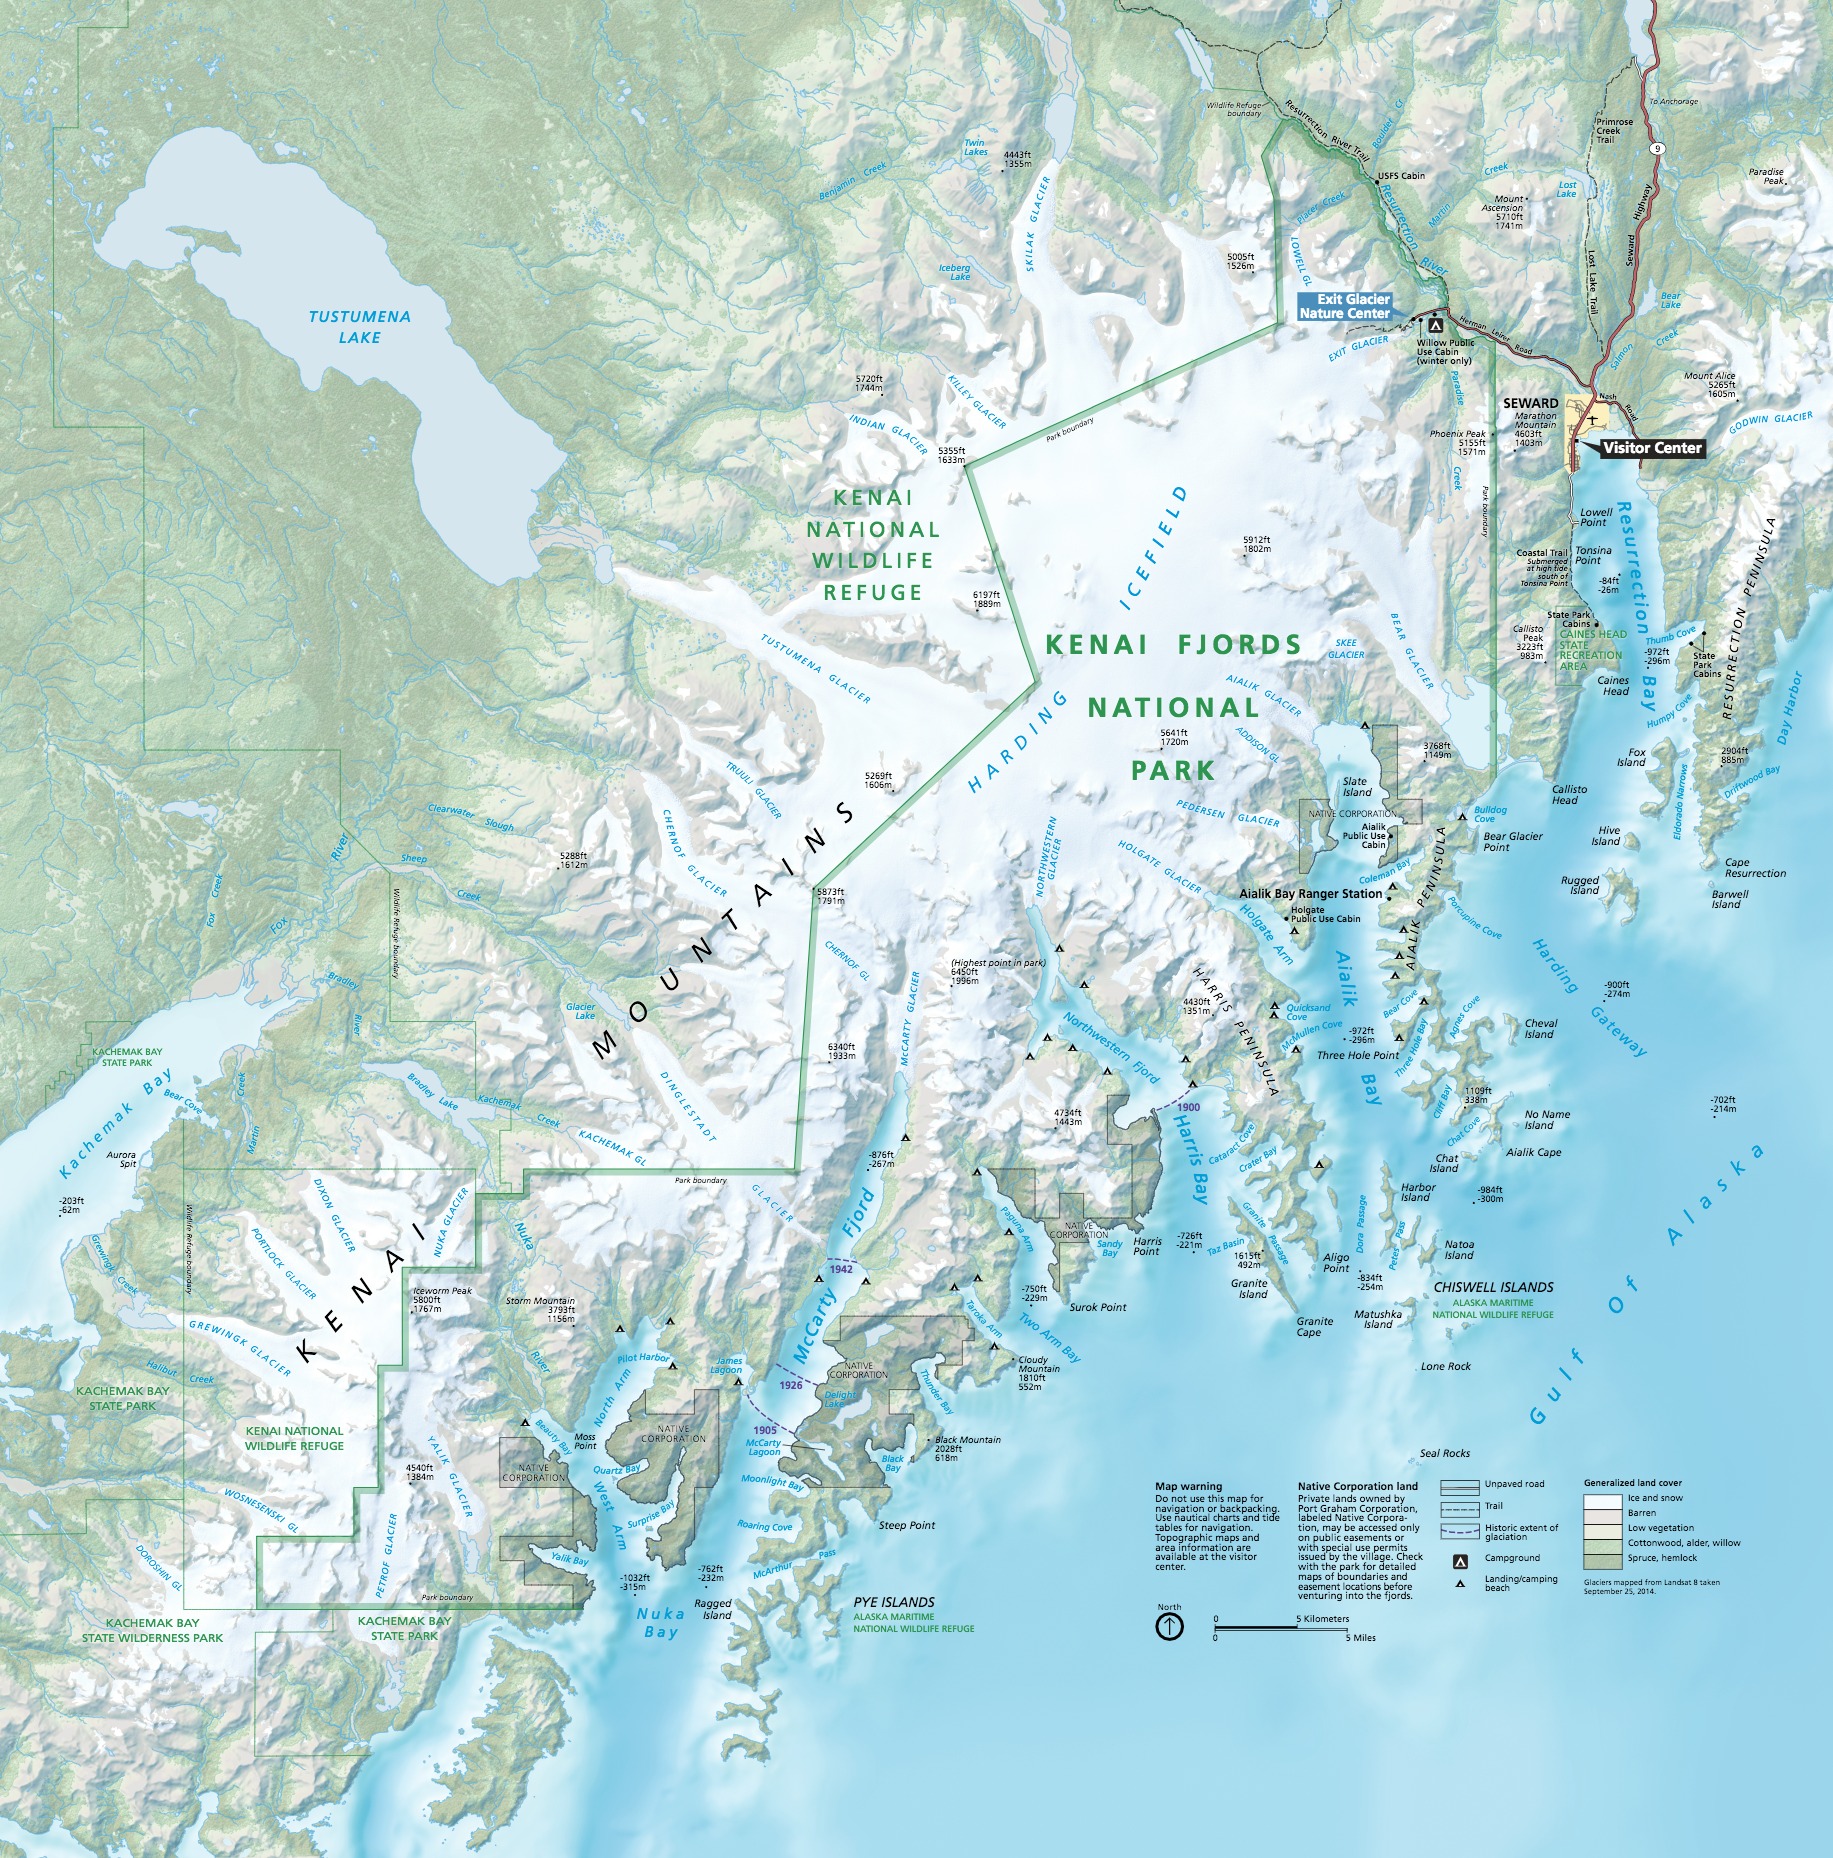 Wildlife Refuge
boundary
Resurrection River Trail
Boulder Cr
To Anchorage
Primrose
Creek
Trail
9
Twin
Lakes
4443ft
1355m
Benjamin Creek
SKILAK GLACIER
USFS Cabin
Resurrection
River
Placer Creek
Martin
Creek
Lost
Lake
Mount
Ascension
5710ft
1741m
Paradise
Peak
Seward Highway
Lost Lake Trail
5005ft
1526m
LOWELL GL
Iceberg
Lake
Exit Glacier
Nature Center
EXIT GLACIER
Willow Public
Use Cabin
(winter only)
Herman Leirer Road
Bear
Lake
Salmon
Creek
TUSTUMENA
LAKE
5720ft
1744m
KILLEY GLACIER
INDIAN GLACIER
5355ft
1633m
Park boundary
Paradise
Creek
SEWARD
Marathon
Mountain
4603ft
1403m
Phoenix Peak
5155ft
1571m
Nash Road
Mount Alice
5265ft
1605m
GODWIN GLACIER
Visitor Center
KENAI
NATIONAL
WILDLIFE
REFUGE
HARDING ICEFIELD
5912ft
1802m
Park boundary
Lowell
Point
Coastal Trail
Submerged
at high tide
south of
Tonsina Point
Tonsina
Point
-84ft
-26m
Resurrection Bay
RESURRECTION PENINSULA
6197ft
1889m
State Park
Cabins
CAINES HEAD
STATE
RECREATION
AREA
Callisto
Peak
3223ft
983m
Thumb Cove
-972ft
-296m
State
Park
Cabins
TUSTUMENA GLACIER
KENAI FJORDS
NATIONAL
PARK
SKEE
GLACIER
BEAR GLACIER
AIALIK GLACIER
Caines
Head
Humpy Cove
Day Harbor
5641ft
1720m
ADDISON GL
3768ft
1149m
Fox
Island
2904ft
885m
Driftwood Bay
Eldorado Narrows
TRUULI GLACIER
5269ft
1606m
Slate
Island
Callisto
Head
PEDERSEN GLACIER
NATIVE CORPORATION
Aialik
Public Use
Cabin
Bulldog
Cove
Bear Glacier
Point
Hive
Island
Clearwater Slough
CHERNOF GLACIER
5288ft
1612m
KENAI MOUNTAINS
NORTHWESTERN
GLACIER
HOLGATE GLACIER
Coleman Bay
AIALIK PENINSULA
Rugged
Island
Cape
Resurrection
Barwell
Island
River
Sheep
Creek
Fox
Creek
Fox
Wildlife Refuge boundary
5873ft
1791m
Aialik Bay Ranger Station
Holgate
Public Use Cabin
Holgate Arm
Porcupine Cove
Harding
Gateway
CHERNOF GL
(Highest point in park)
6450ft
1996m
McCARTY GLACIER
HARRIS PENINSULA
4430ft
1351m
Aialik
Bay
-900ft
-274m
Bradley
River
Glacier
Lake
Quicksand
Cove
McMullen Cove
-972ft
-296m
Bear Cove
Agnes Cove
Three Hole Point
Three Hole Bay
Cheval
Island
KACHEMAK BAY
STATE PARK
Northwestern Fjord
6340ft
1933m
Kachemak Bay
Bear Cove
Creek
Martin
Bradley
Lake
Kachemak
Creek
DINGLESTADT
GLACIER
KACHEMAK GL
4734ft
1443m
1900
Harris Bay
Cliff Bay
1109ft
338m
Chat Cove
No Name
Island
-702ft
-214m
Aurora
Spit
-876ft
-267m
Cataract Cove
Crater Bay
Chat
Island
Aialik Cape
-203ft
-62m
Park boundary
Harbor
Island
-984ft
-300m
Gulf Of Alaska
DIXON GLACIER
NUKA GLACIER
PORTLOCK GLACIER
Wildlife Refuge boundary
Grewingk
Creek
Nuka
River
McCarty Fjord
Paguna Arm
NATIVE
CORPORATION
Sandy
Bay
Harris
Point
-726ft
-221m
Taz Basin
Granite
Passage
Dora Passage
Petes Pass
1615ft
492m
Natoa
Island
Aligo
Point
1942
Granite
Island
-834ft
-254m
CHISWELL ISLANDS
ALASKA MARITIME
NATIONAL WILDLIFE REFUGE
Matushka
Island
Iceworm Peak
5800ft
1767m
Storm Mountain
3793ft
1156m
Taroka Arm
-750ft
-229m
Two Arm Bay
Surok Point
Granite
Cape
GREWINGK GLACIER
Halibut
Creek
Pilot Harbor
James
Lagoon
Cloudy
Mountain
1810ft
552m
Lone Rock
KACHEMAK BAY
STATE PARK
North Arm
1926
NATIVE
CORPORATION
Delight
Lake
Thunder Bay
KENAI NATIONAL
WILDLIFE REFUGE
YALIK GLACIER
Beauty Bay
Moss
Point
NATIVE
CORPORATION
1905
McCarty
Lagoon
Black Mountain
2028ft
618m
Black
Bay
Seal Rocks
4540ft
1384m
NATIVE
CORPORATION
Quartz Bay
Moonlight Bay
WOSNESENSKI GL
West
Arm
Surprise Bay
Roaring Cove
Steep Point
PETROF GLACIER
DOROSHIN GL
Yalik Bay
McArthur Pass
-1032ft
-315m
-762ft
-232m
Park boundary
Nuka
Bay
Ragged
Island
PYE ISLANDS
ALASKA MARITIME
NATIONAL WILDLIFE REFUGE
KACHEMAK BAY
STATE WILDERNESS PARK
KACHEMAK BAY
STATE PARK
Map warning
Do not use this map for
navigation or backpacking.
Use nautical charts and tide
tables for navigation.
Topographic maps and
area information are
available at the visitor
center.
Native Corporation land
Private lands owned by
Port Graham Corporation,
labeled Native Corpora-
tion, may be accessed only
on public easements or
with special use permits
issued by the village. Check
with the park for detailed
maps of boundaries and
easement locations before
venturing into the fjords.
Unpaved road
Trail
Historic extent of
glaciation
Campground
Landing/camping
beach
Generalized land cover
Ice and snow
Barren
Low vegetation
Cottonwood, alder, willow
Spruce, hemlock
Glaciers mapped from Landsat 8 taken
September 25, 2014.
North
0 5 Kilometers
0 5 Miles